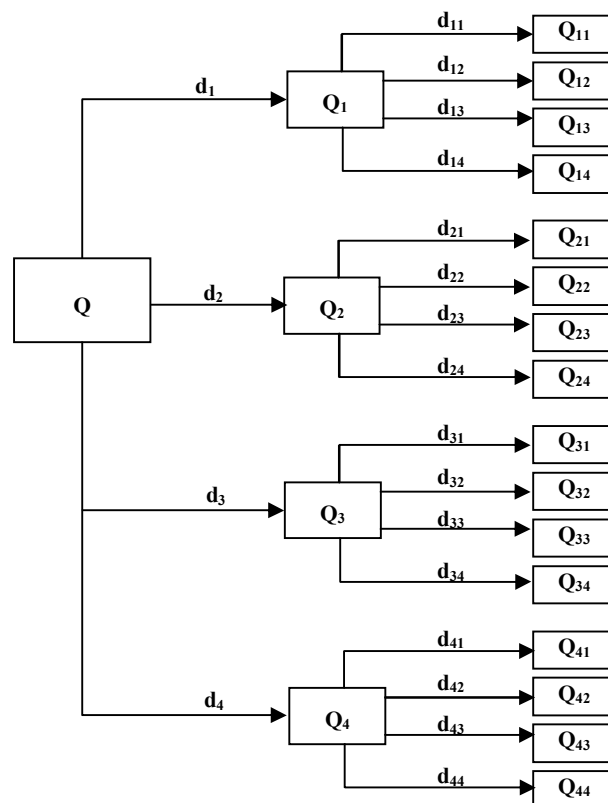 d₁₁ Q₁₁
d₁₂ Q₁₂
d₁ Q₁ d₁₃ Q₁₃
d₁₄ Q₁₄
d₂₁ Q₂₁
d₂₂ Q₂₂
Q d₂ Q₂ d₂₃ Q₂₃
d₂₄ Q₂₄
d₃₁ Q₃₁
d₃₂ Q₃₂
d₃ Q₃ d₃₃ Q₃₃
d₃₄ Q₃₄
d₄₁ Q₄₁
d₄₂ Q₄₂
d₄ Q₄ d₄₃ Q₄₃
d₄₄ Q₄₄